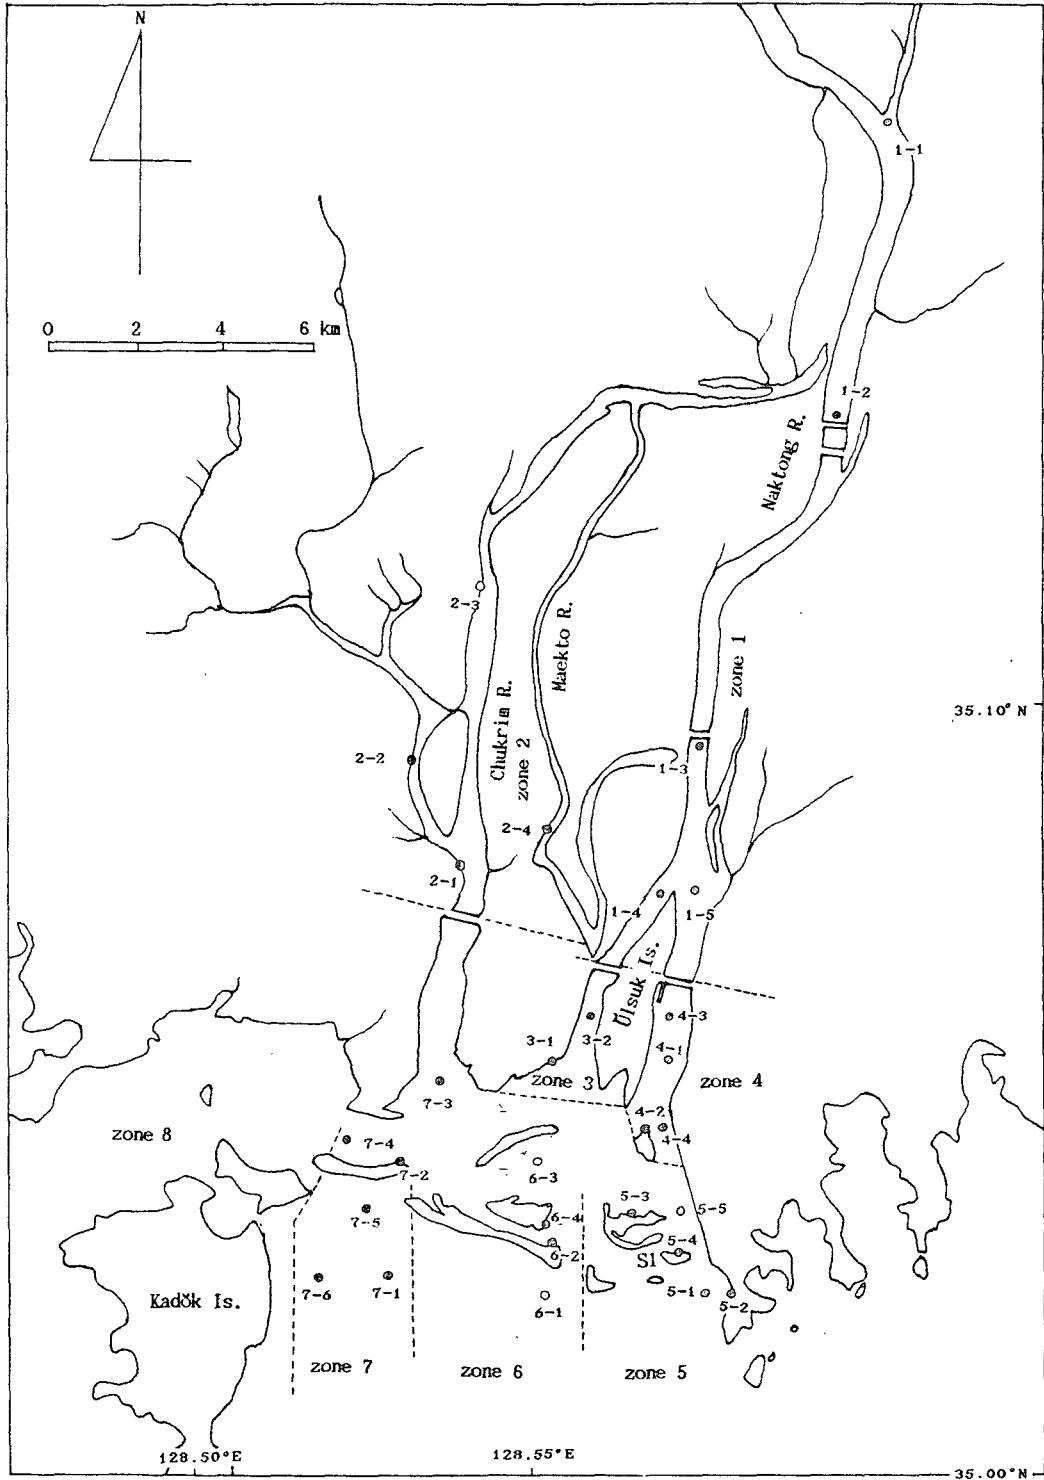 N
1-1
0 2 4 6 km
1-2
Naktong R.
2-3
Maekto R.
zone 1
35.10°N
Chukrim R.
zone 2
2-2
1-3
2-4
2-1
1-4
1-5
Ŭlsuk Is.
3-1
3-2
4-3
4-1
zone 3
zone 4
7-3
4-2
4-4
zone 8
7-4
7-2
6-3
5-3
5-5
7-5
6-4
6-2
5-4
S1
7-6
7-1
6-1
5-1
5-2
Kadŏk Is.
zone 7
zone 6
zone 5
128.50°E
128.55°E
35.00°N